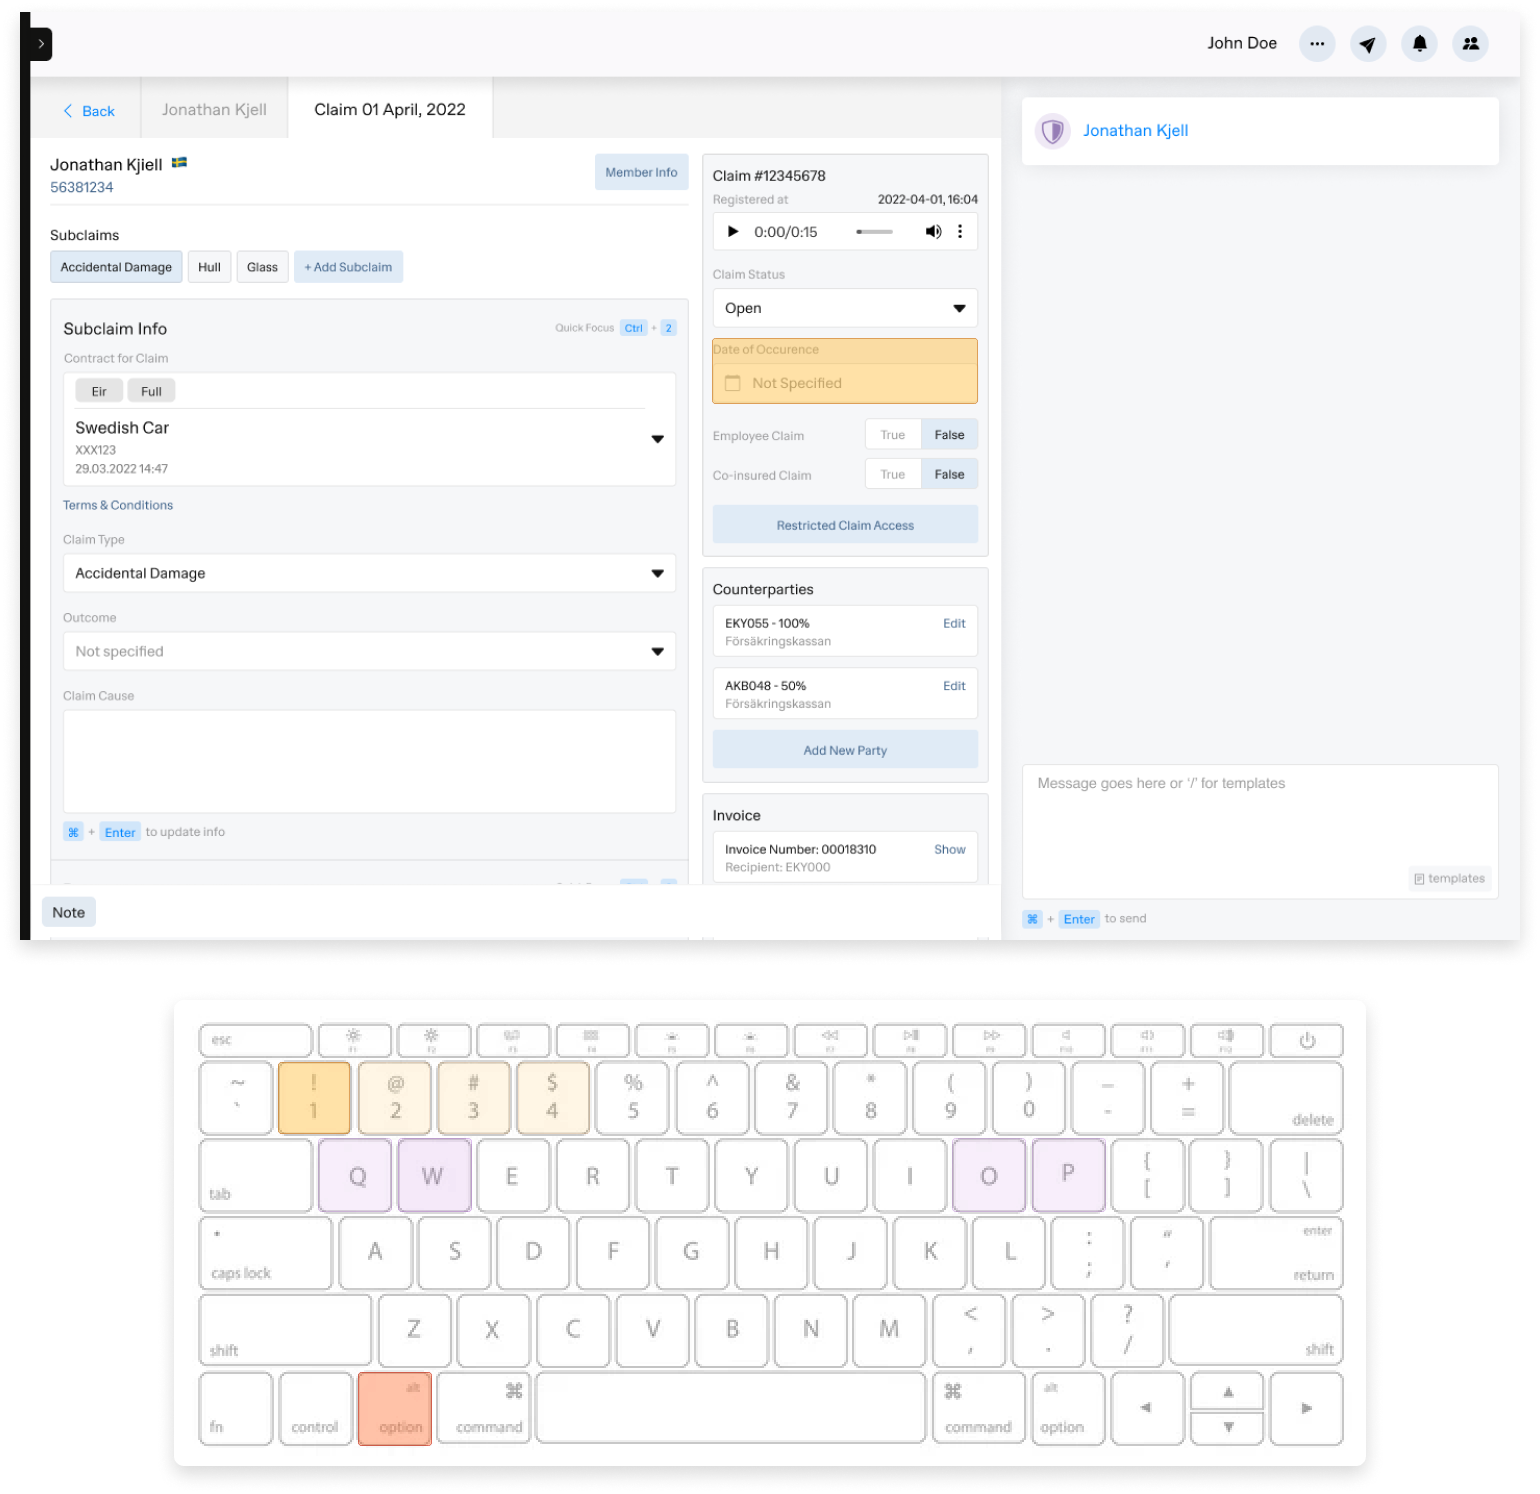 John Doe
Back
Jonathan Kjell
Claim 01 April, 2022
Jonathan Kjell
Jonathan Kjiell
56381234
Member Info
Subclaims
Accidental Damage
Hull
Glass
+ Add Subclaim
Subclaim Info
Quick Focus Ctrl + 2
Contract for Claim
Eir
Full
Swedish Car
XXX123
29.03.2022 14:47
Terms & Conditions
Claim Type
Accidental Damage
Outcome
Not specified
Claim Cause
⌘ + Enter to update info
Note
Claim #12345678
Registered at 2022-04-01, 16:04
0:00/0:15
Claim Status
Open
Date of Occurence
Not Specified
Employee Claim True False
Co-insured Claim True False
Restricted Claim Access
Counterparties
EKY055 - 100% Edit
Försäkringskassan
AKB048 - 50% Edit
Försäkringskassan
Add New Party
Invoice
Invoice Number: 00018310 Show
Recipient: EKY000
Message goes here or '/' for templates
templates
⌘ + Enter to send
esc F1 F2 F3 F4 F5 F6 F7 F8 F9 F10 F11 F12
~ ! @ # $ % ^ & * ( ) _ +
` 1 2 3 4 5 6 7 8 9 0 - = delete
tab Q W E R T Y U I O P { [ } ] | \
caps lock A S D F G H J K L : ; " ' enter return
shift Z X C V B N M < , > . ? / shift
fn control alt option ⌘ command ⌘ command alt option